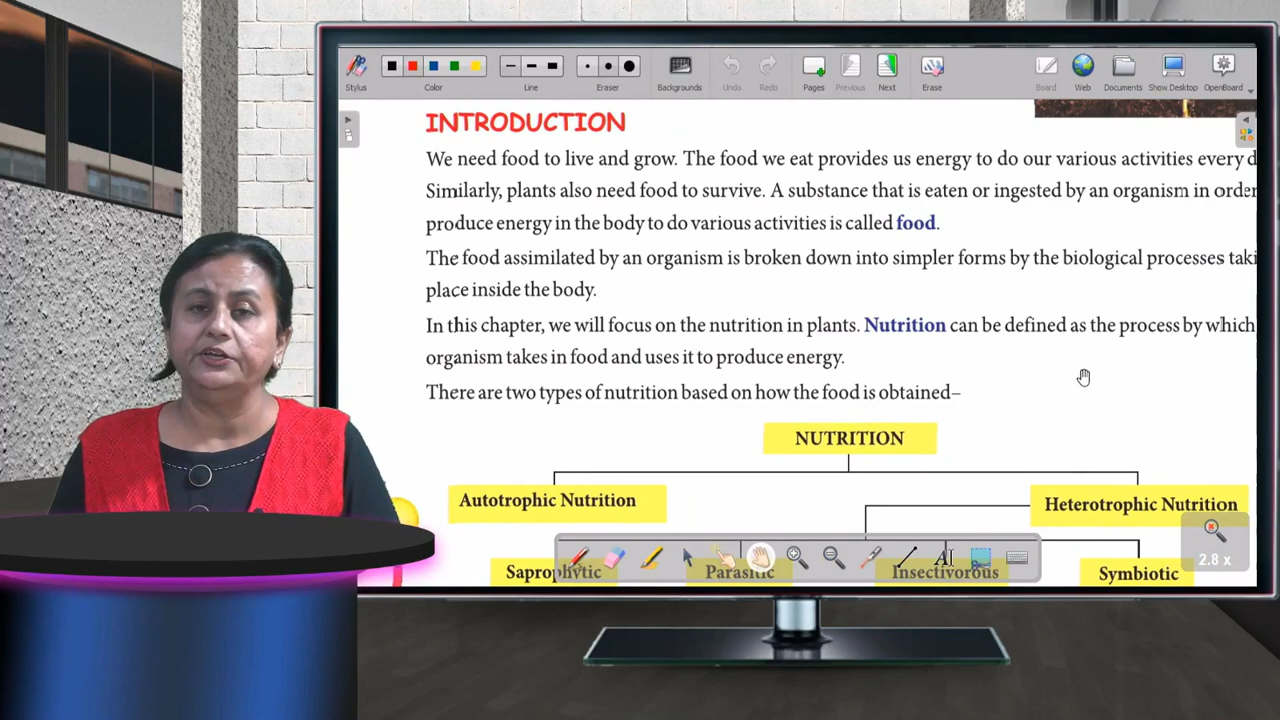 Stylus
Color
Line
Eraser
Backgrounds
Undo
Redo
Pages
Previous
Next
Erase
Board
Web
Documents
Show Desktop
OpenBoard
INTRODUCTION
We need food to live and grow. The food we eat provides us energy to do our various activities every d
Similarly, plants also need food to survive. A substance that is eaten or ingested by an organism in order
produce energy in the body to do various activities is called food.
The food assimilated by an organism is broken down into simpler forms by the biological processes taki
place inside the body.
In this chapter, we will focus on the nutrition in plants. Nutrition can be defined as the process by which
organism takes in food and uses it to produce energy.
There are two types of nutrition based on how the food is obtained–
NUTRITION
Autotrophic Nutrition
Heterotrophic Nutrition
2.8 x
Saprophytic
Parasitic
Insectivorous
Symbiotic